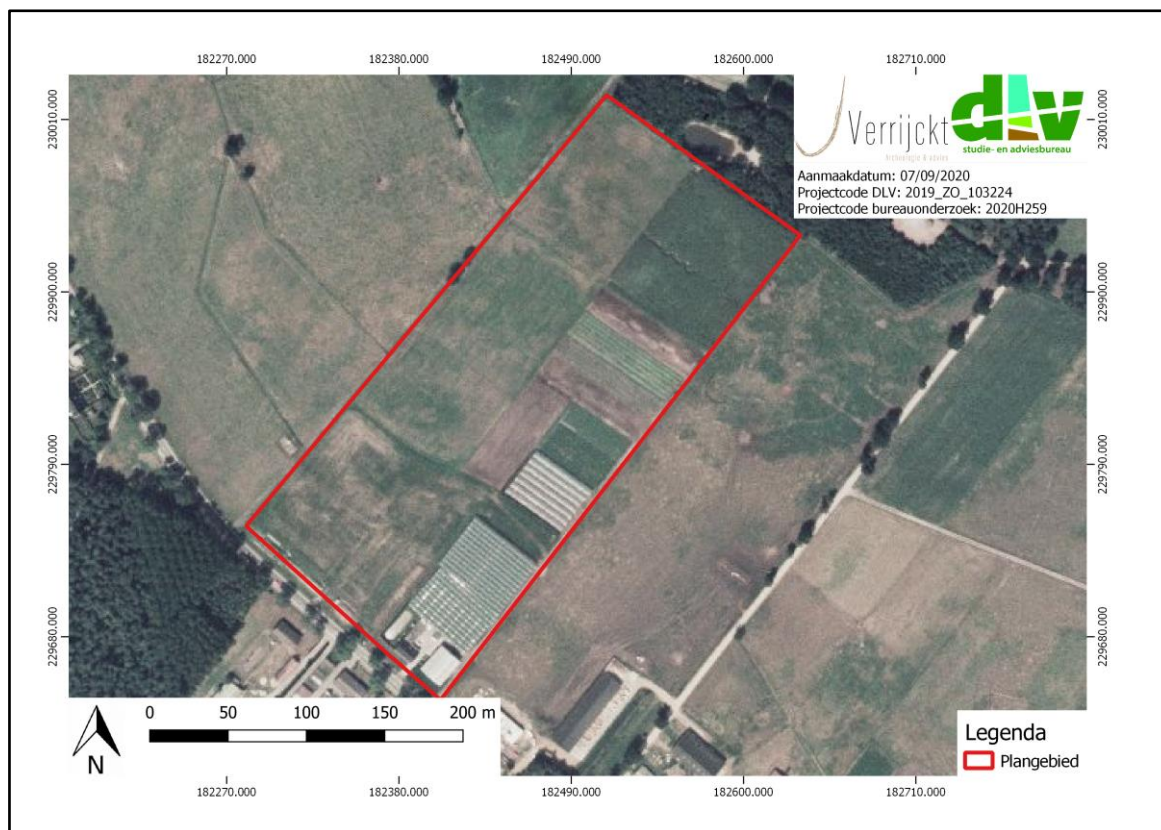 182270.000 182380.000 182490.000 182600.000 182710.000
230010.000
229900.000
229790.000
229680.000
Verrijckt
Archeologie & advies
dlv
studie- en adviesbureau
Aanmaakdatum: 07/09/2020
Projectcode DLV: 2019_ZO_103224
Projectcode bureauonderzoek: 2020H259
230010.000
229900.000
229790.000
229680.000
0 50 100 150 200 m
N
Legenda
Plangebied
182270.000 182380.000 182490.000 182600.000 182710.000